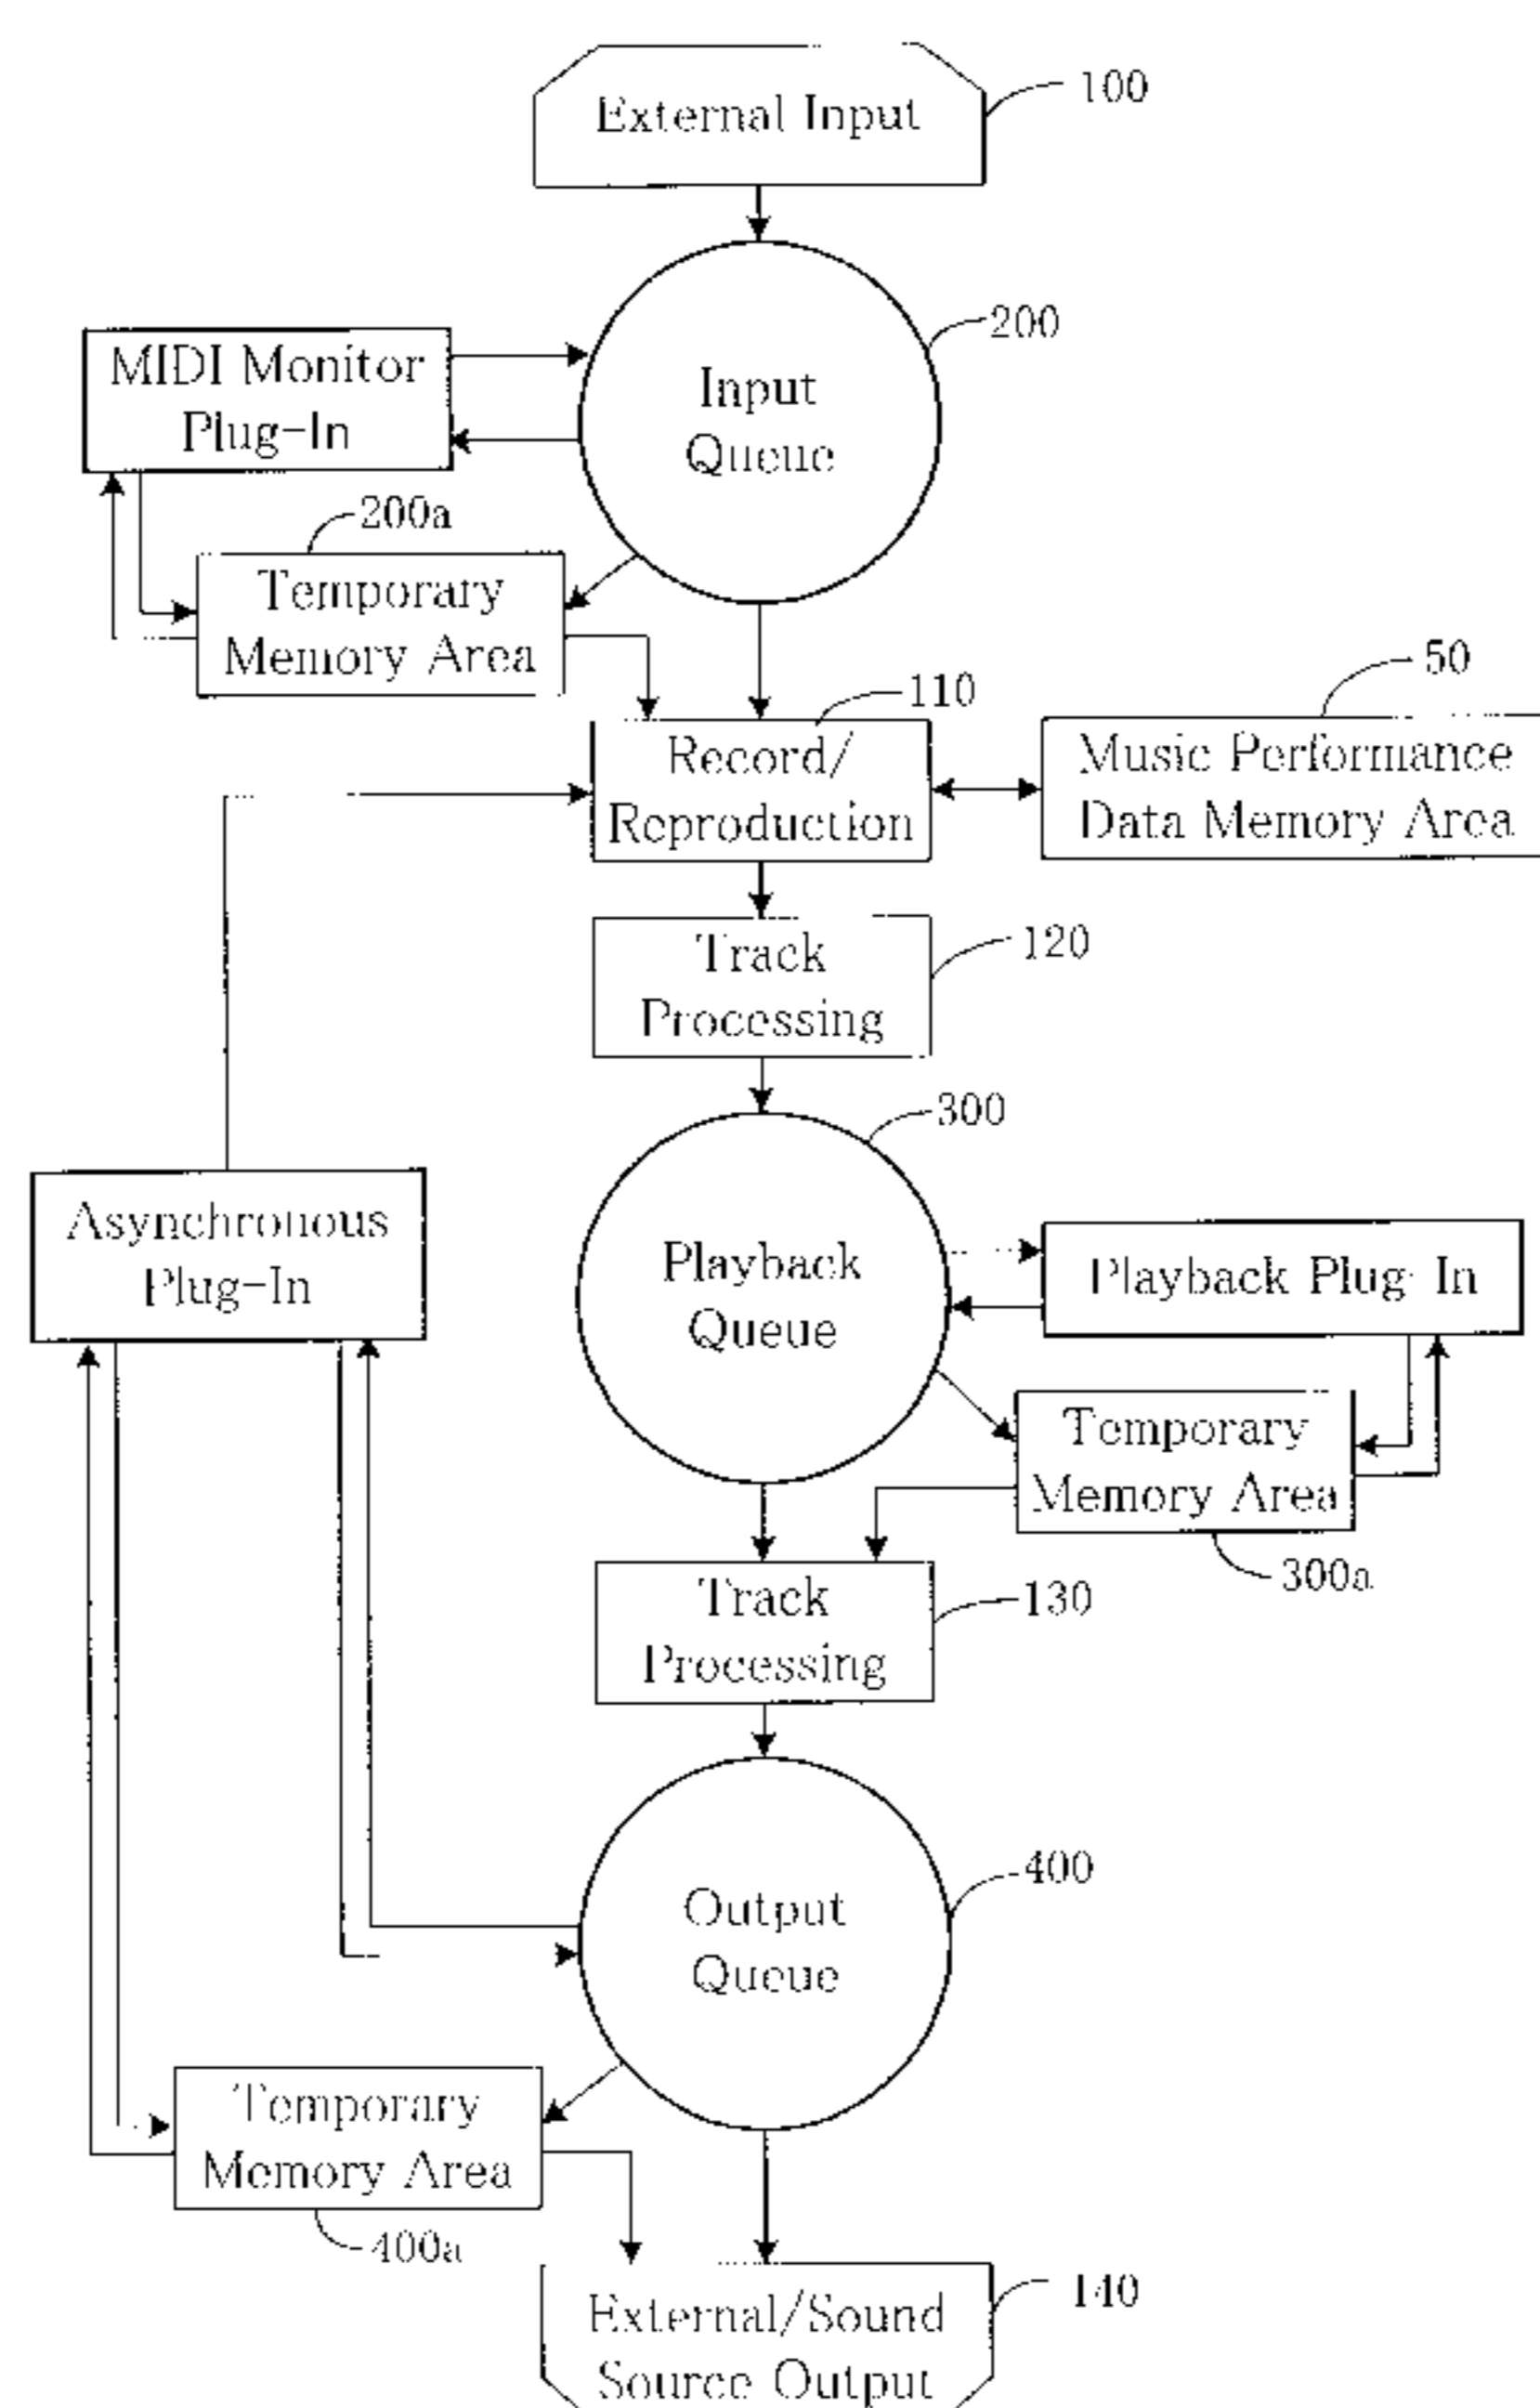 External Input
100
200
Input
Queue
MIDI Monitor
Plug-In
200a
Temporary
Memory Area
50
110
Record/
Reproduction
Music Performance
Data Memory Area
120
Track
Processing
300
Asynchronous
Plug-In
Playback
Queue
Playback Plug-In
Temporary
Memory Area
300a
130
Track
Processing
400
Output
Queue
Temporary
Memory Area
400a
140
External/Sound
Source Output